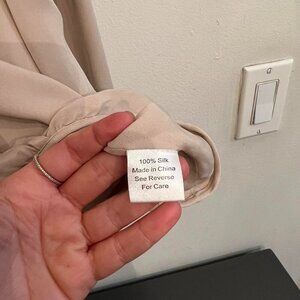 100% Silk
Made in China
See Reverse
For Care